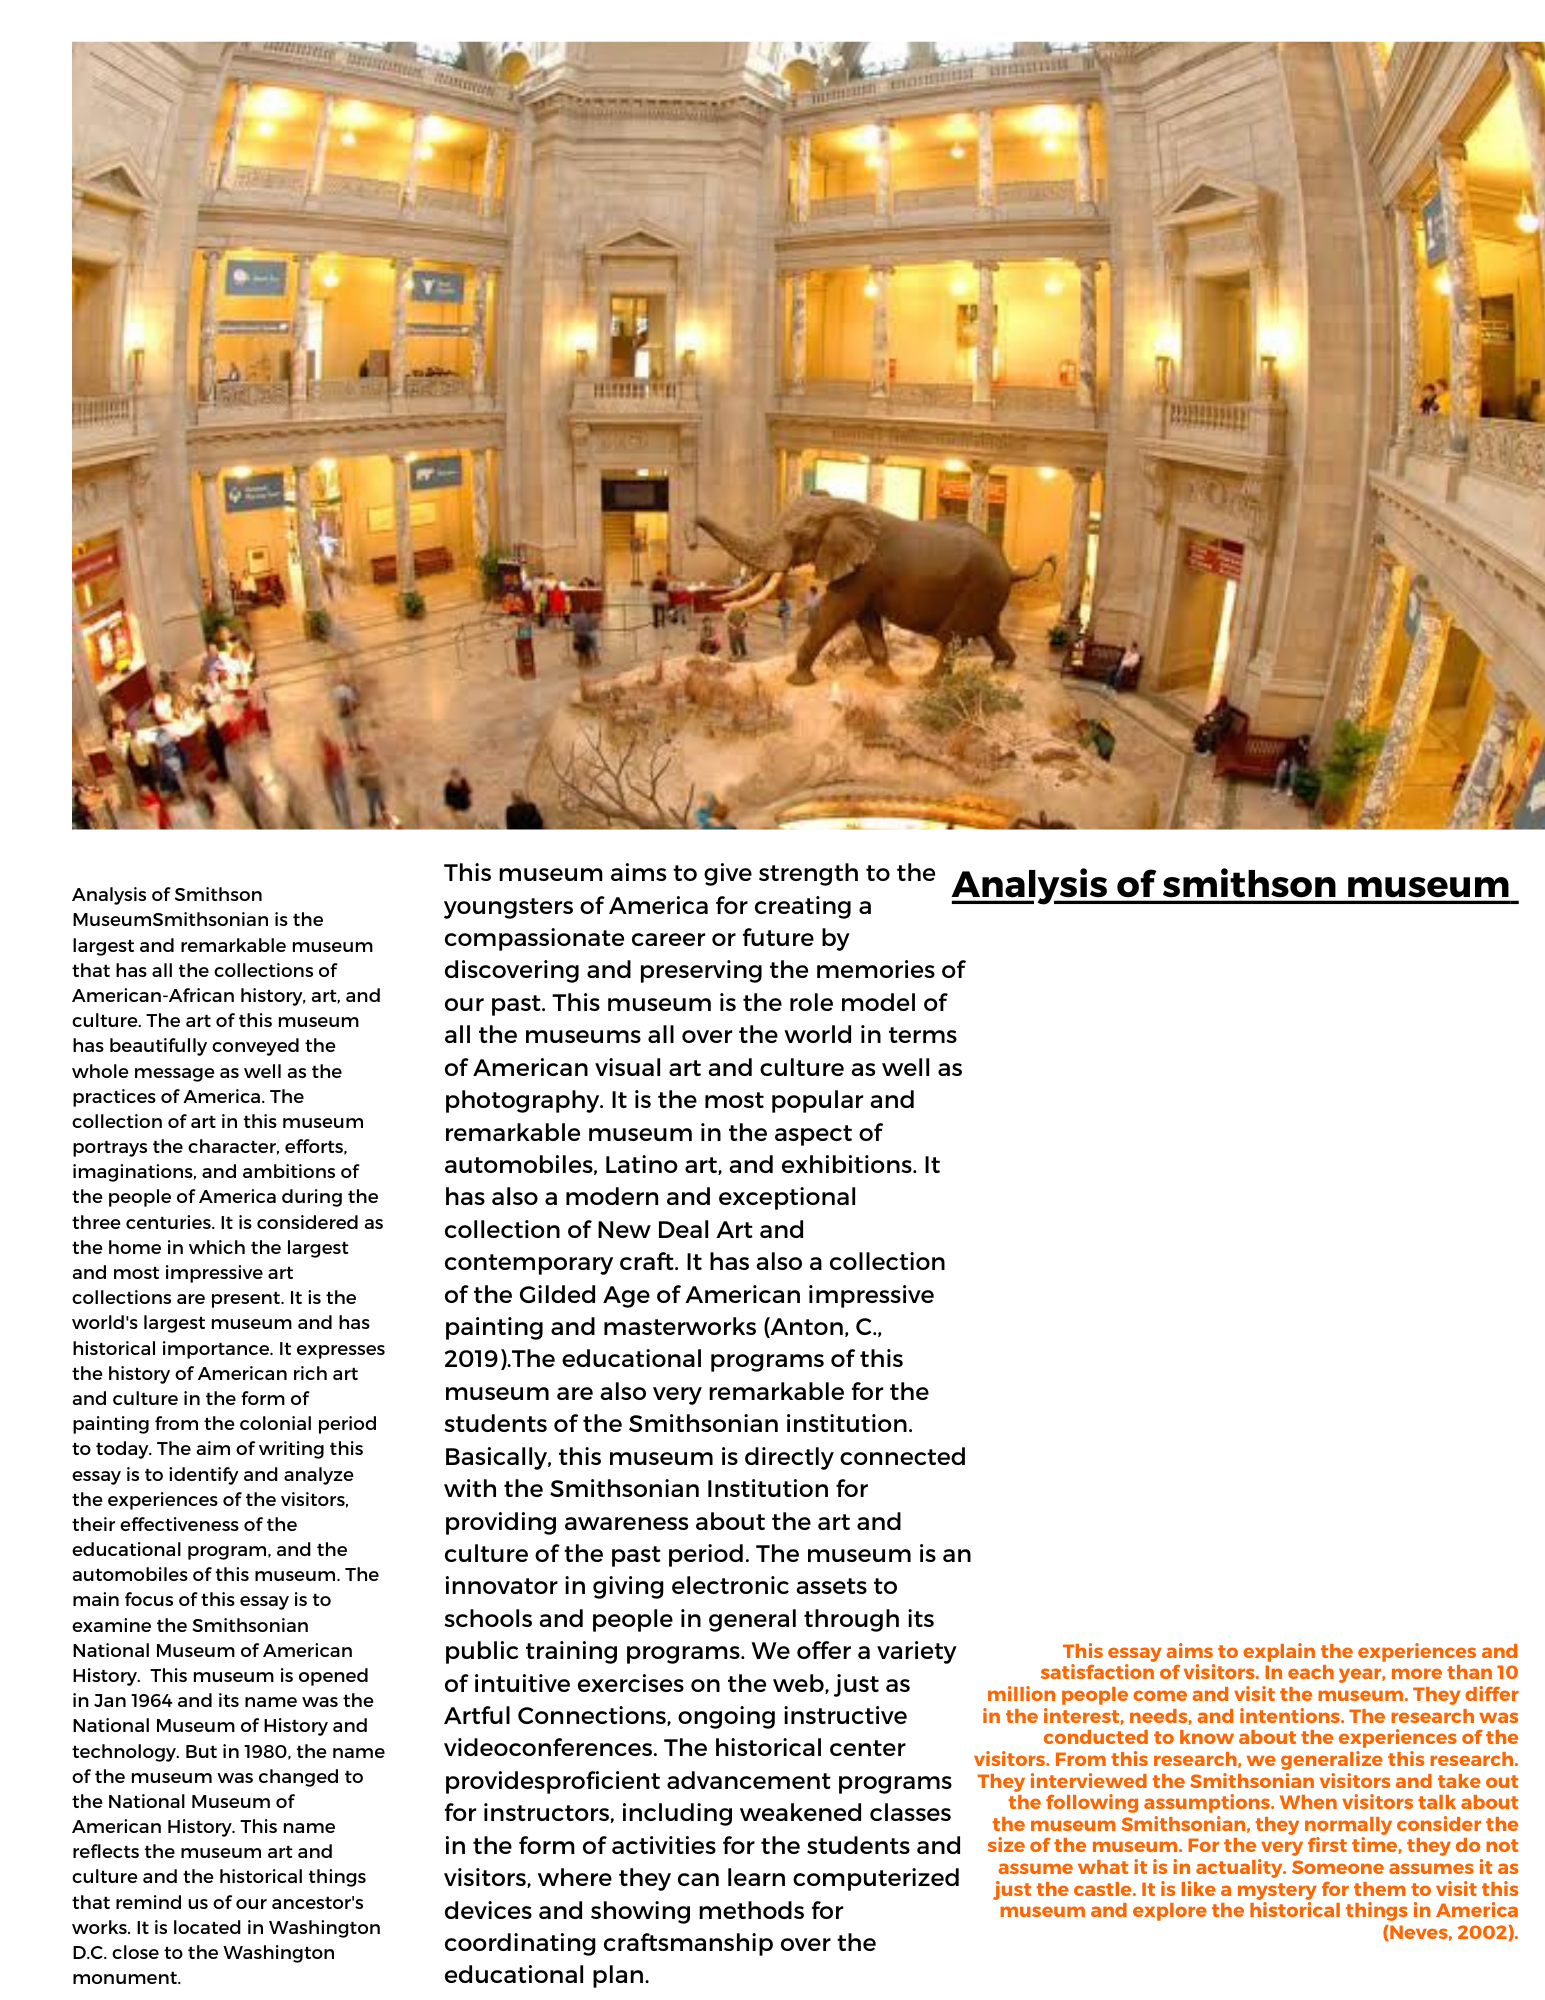 Analysis of Smithson
MuseumSmithsonian is the
largest and remarkable museum
that has all the collections of
American-African history, art, and
culture. The art of this museum
has beautifully conveyed the
whole message as well as the
practices of America. The
collection of art in this museum
portrays the character, efforts,
imaginations, and ambitions of
the people of America during the
three centuries. It is considered as
the home in which the largest
and most impressive art
collections are present. It is the
world's largest museum and has
historical importance. It expresses
the history of American rich art
and culture in the form of
painting from the colonial period
to today. The aim of writing this
essay is to identify and analyze
the experiences of the visitors,
their effectiveness of the
educational program, and the
automobiles of this museum. The
main focus of this essay is to
examine the Smithsonian
National Museum of American
History.  This museum is opened
in Jan 1964 and its name was the
National Museum of History and
technology. But in 1980, the name
of the museum was changed to
the National Museum of
American History. This name
reflects the museum art and
culture and the historical things
that remind us of our ancestor's
works. It is located in Washington
D.C. close to the Washington
monument.
This museum aims to give strength to the
youngsters of America for creating a
compassionate career or future by
discovering and preserving the memories of
our past. This museum is the role model of
all the museums all over the world in terms
of American visual art and culture as well as
photography. It is the most popular and
remarkable museum in the aspect of
automobiles, Latino art, and exhibitions. It
has also a modern and exceptional
collection of New Deal Art and
contemporary craft. It has also a collection
of the Gilded Age of American impressive
painting and masterworks (Anton, C.,
2019).The educational programs of this
museum are also very remarkable for the
students of the Smithsonian institution.
Basically, this museum is directly connected
with the Smithsonian Institution for
providing awareness about the art and
culture of the past period. The museum is an
innovator in giving electronic assets to
schools and people in general through its
public training programs. We offer a variety
of intuitive exercises on the web, just as
Artful Connections, ongoing instructive
videoconferences. The historical center
providesproficient advancement programs
for instructors, including weakened classes
in the form of activities for the students and
visitors, where they can learn computerized
devices and showing methods for
coordinating craftsmanship over the
educational plan.
Analysis of smithson museum
This essay aims to explain the experiences and
satisfaction of visitors. In each year, more than 10
million people come and visit the museum. They differ
in the interest, needs, and intentions. The research was
conducted to know about the experiences of the
visitors. From this research, we generalize this research.
They interviewed the Smithsonian visitors and take out
the following assumptions. When visitors talk about
the museum Smithsonian, they normally consider the
size of the museum. For the very first time, they do not
assume what it is in actuality. Someone assumes it as
just the castle. It is like a mystery for them to visit this
museum and explore the historical things in America
(Neves, 2002).